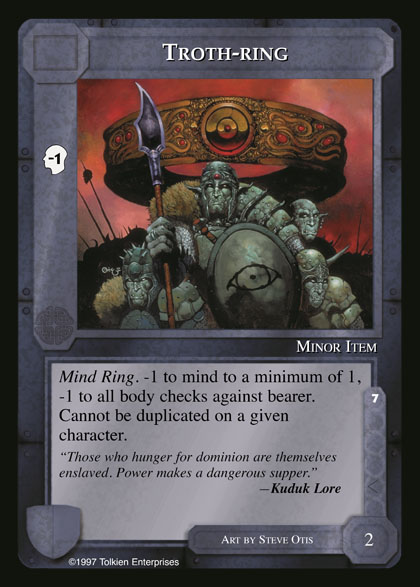 TROTH-RING
-1
MINOR ITEM
Mind Ring. -1 to mind to a minimum of 1,
-1 to all body checks against bearer.
Cannot be duplicated on a given
character.
7
“Those who hunger for dominion are themselves
enslaved. Power makes a dangerous supper.”
—Kuduk Lore
ART BY STEVE OTIS
2
©1997 Tolkien Enterprises